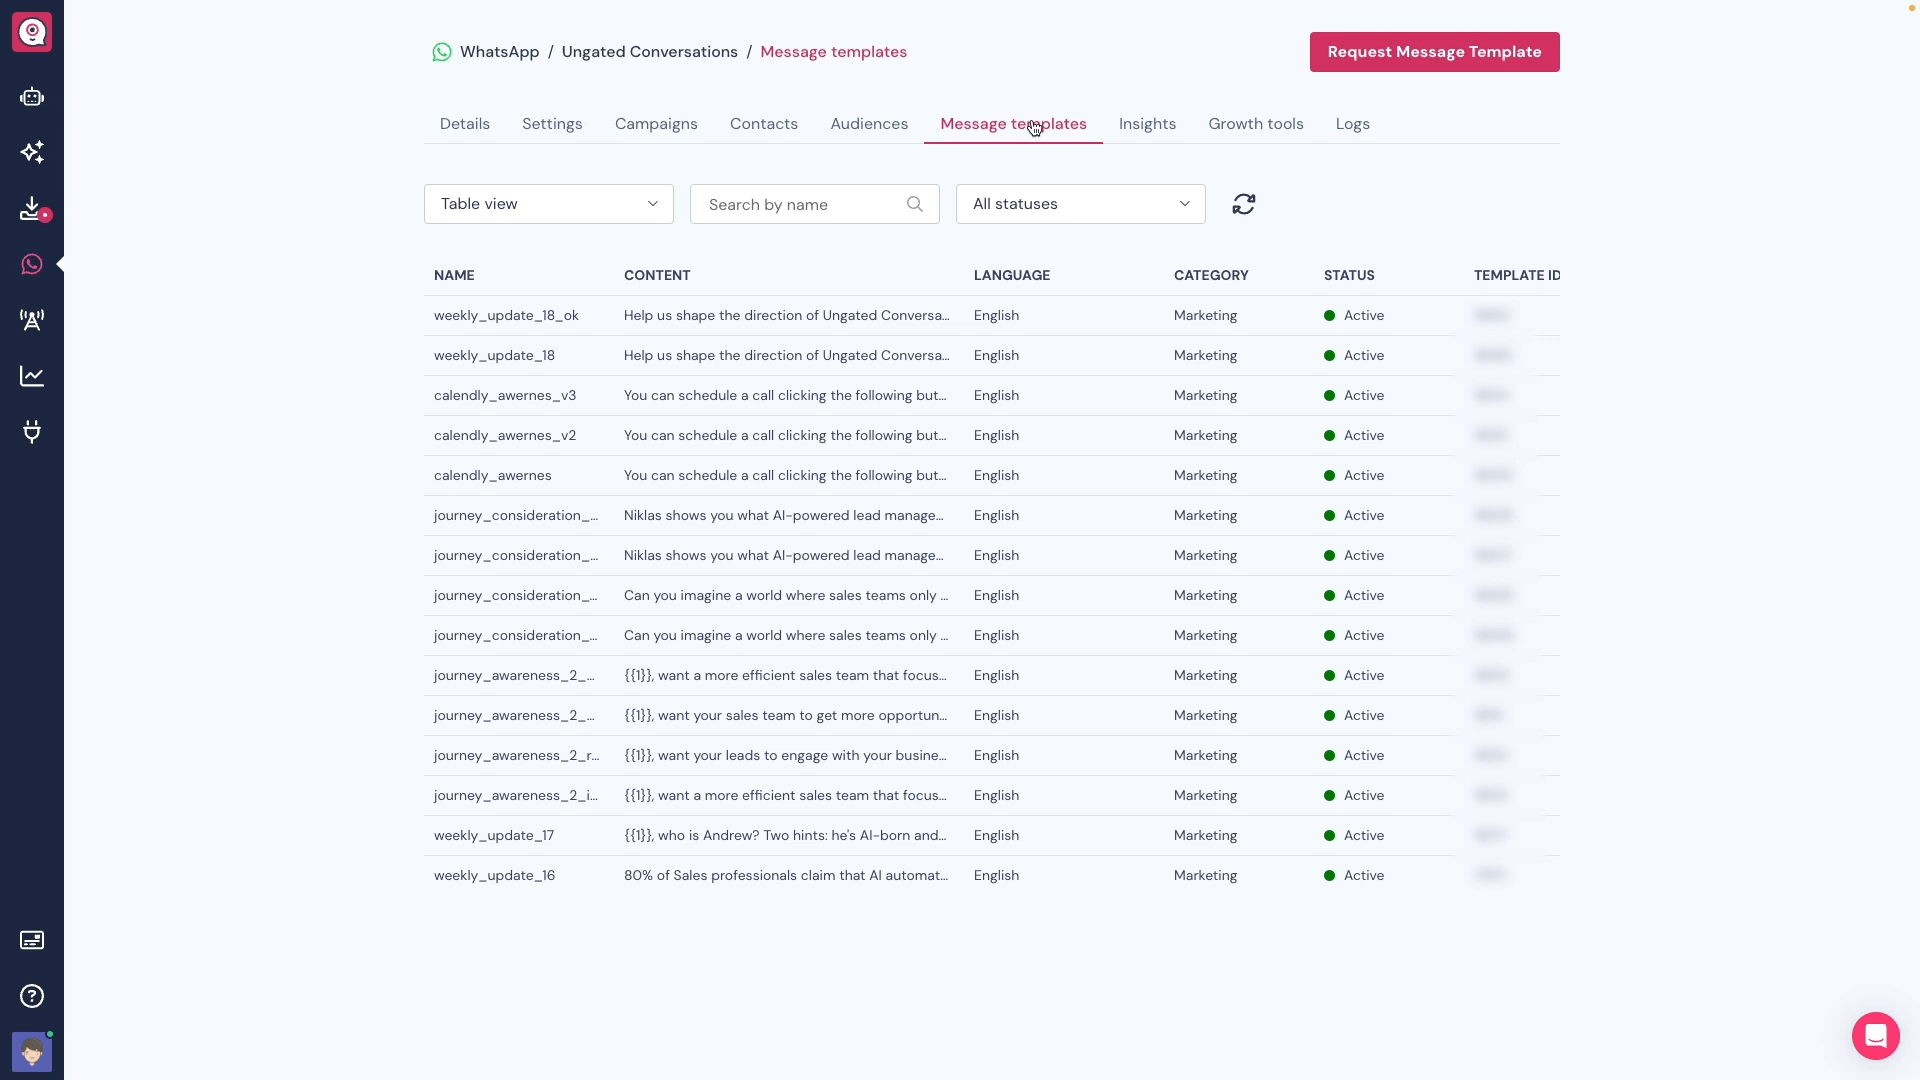 WhatsApp / Ungated Conversations / Message templates
Request Message Template
Details Settings Campaigns Contacts Audiences Message templates Insights Growth tools Logs
Table view Search by name All statuses
NAME CONTENT LANGUAGE CATEGORY STATUS TEMPLATE ID
weekly_update_18_ok Help us shape the direction of Ungated Conversa... English Marketing Active
weekly_update_18 Help us shape the direction of Ungated Conversa... English Marketing Active
calendly_awernes_v3 You can schedule a call clicking the following but... English Marketing Active
calendly_awernes_v2 You can schedule a call clicking the following but... English Marketing Active
calendly_awernes You can schedule a call clicking the following but... English Marketing Active
journey_consideration_... Niklas shows you what AI-powered lead manage... English Marketing Active
journey_consideration_... Niklas shows you what AI-powered lead manage... English Marketing Active
journey_consideration_... Can you imagine a world where sales teams only ... English Marketing Active
journey_consideration_... Can you imagine a world where sales teams only ... English Marketing Active
journey_awareness_2_... {{1}}, want a more efficient sales team that focus... English Marketing Active
journey_awareness_2_... {{1}}, want your sales team to get more opportun... English Marketing Active
journey_awareness_2_r... {{1}}, want your leads to engage with your busine... English Marketing Active
journey_awareness_2_i... {{1}}, want a more efficient sales team that focus... English Marketing Active
weekly_update_17 {{1}}, who is Andrew? Two hints: he's AI-born and... English Marketing Active
weekly_update_16 80% of Sales professionals claim that AI automat... English Marketing Active